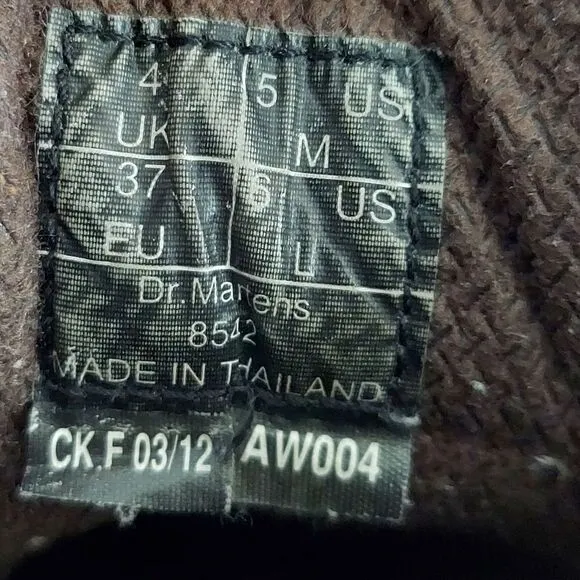 4 5 US
UK M
37 6 US
EU L
Dr. Martens
8542
MADE IN THAILAND
CK.F 03/12 AW004